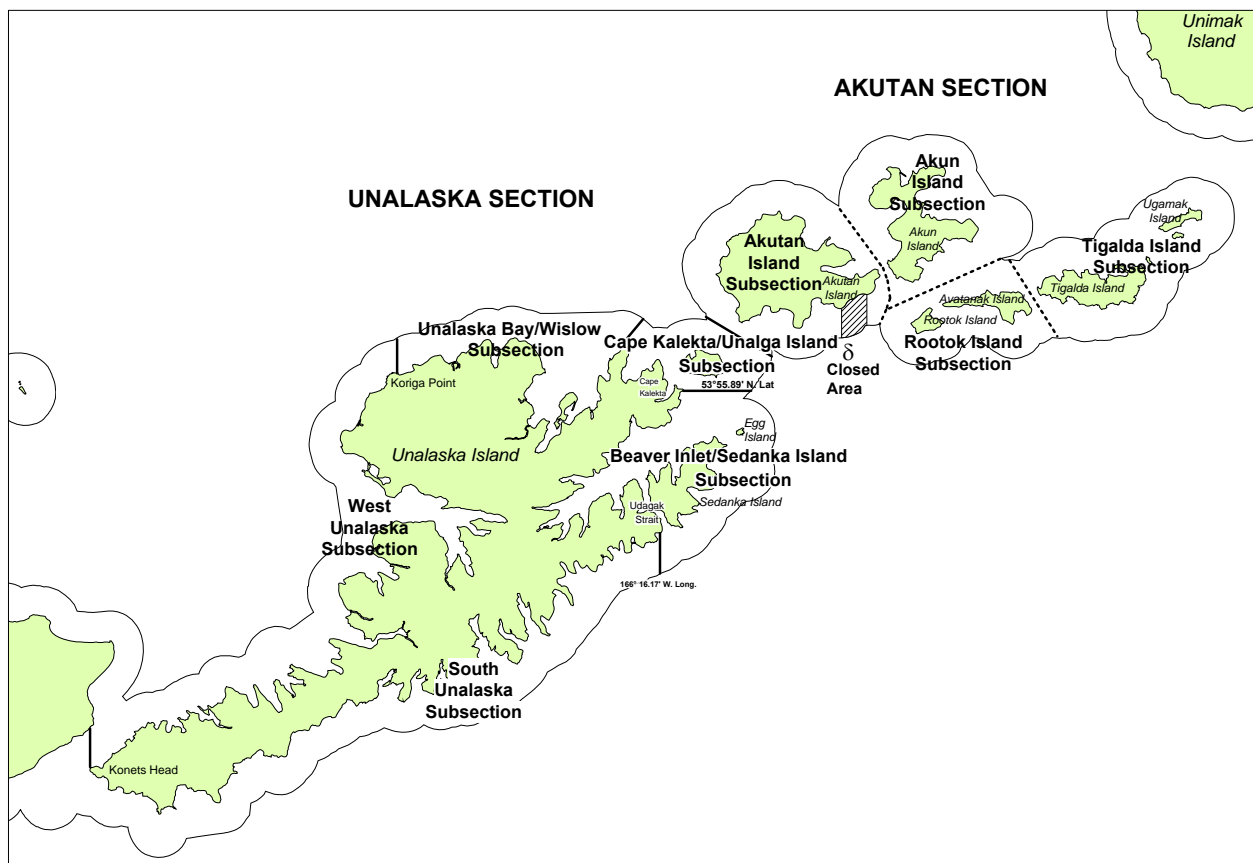 Unimak
Island
AKUTAN SECTION
UNALASKA SECTION
Akun
Island
Subsection
Akun
Island
Ugamak
Island
Tigalda Island
Subsection
Tigalda Island
Akutan
Island
Subsection
Akutan
Island
Avatanak Island
Rootok Island
Rootok Island
Subsection
δ
Closed
Area
Unalaska Bay/Wislow
Subsection
Cape Kalekta/Unalga Island
Subsection
53°55.89' N. Lat
Koriga Point
Cape
Kalekta
Egg
Island
Unalaska Island
Beaver Inlet/Sedanka Island
Subsection
Sedanka Island
Udagak
Strait
West
Unalaska
Subsection
166° 16.17' W. Long.
South
Unalaska
Subsection
Konets Head